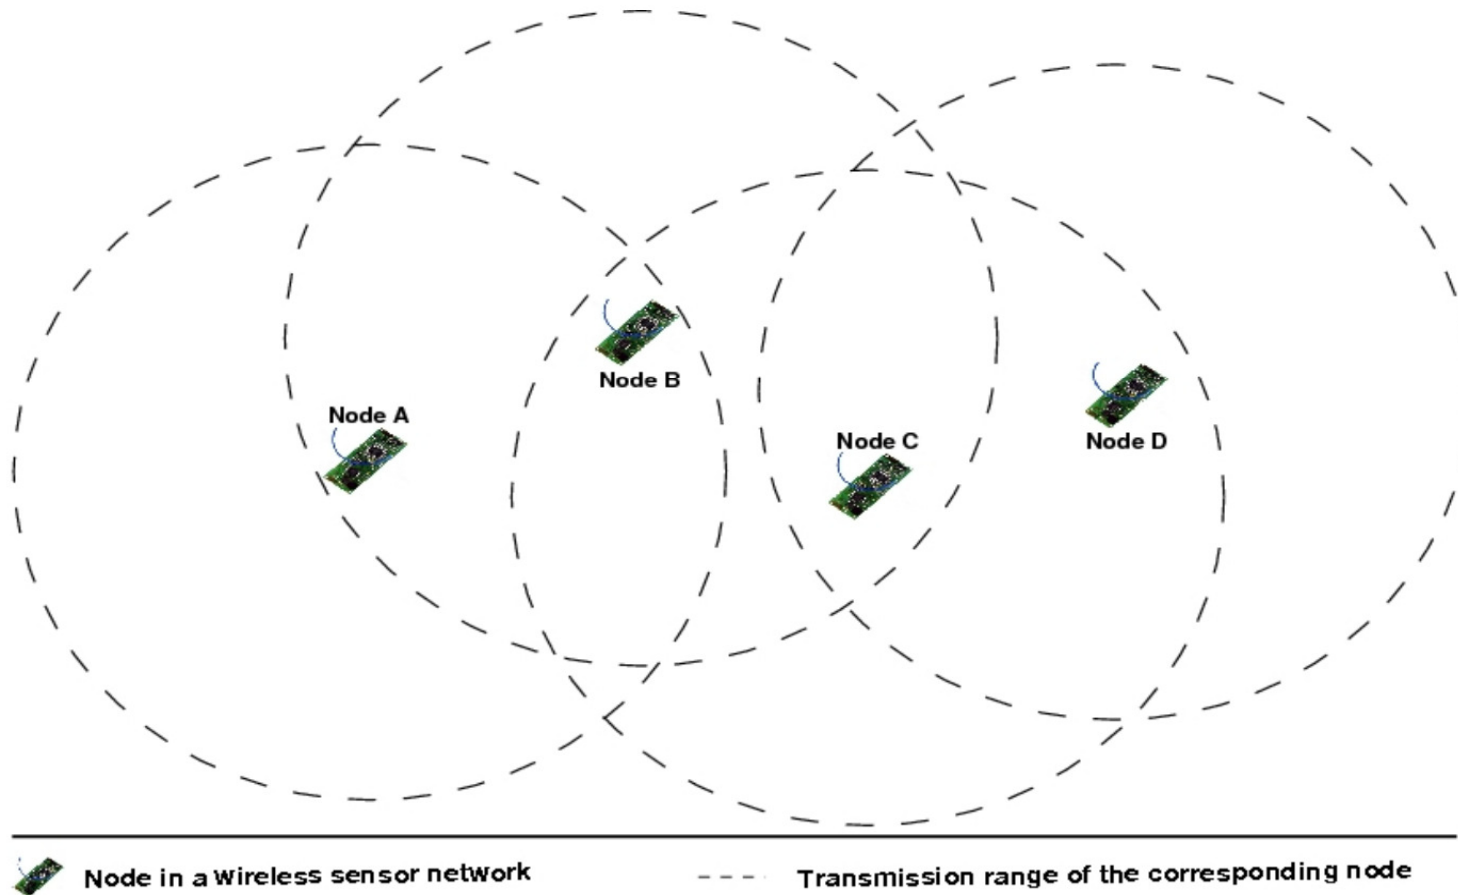 Node B
Node A
Node C
Node D
Node in a Wireless sensor network
Transmission range of the corresponding node